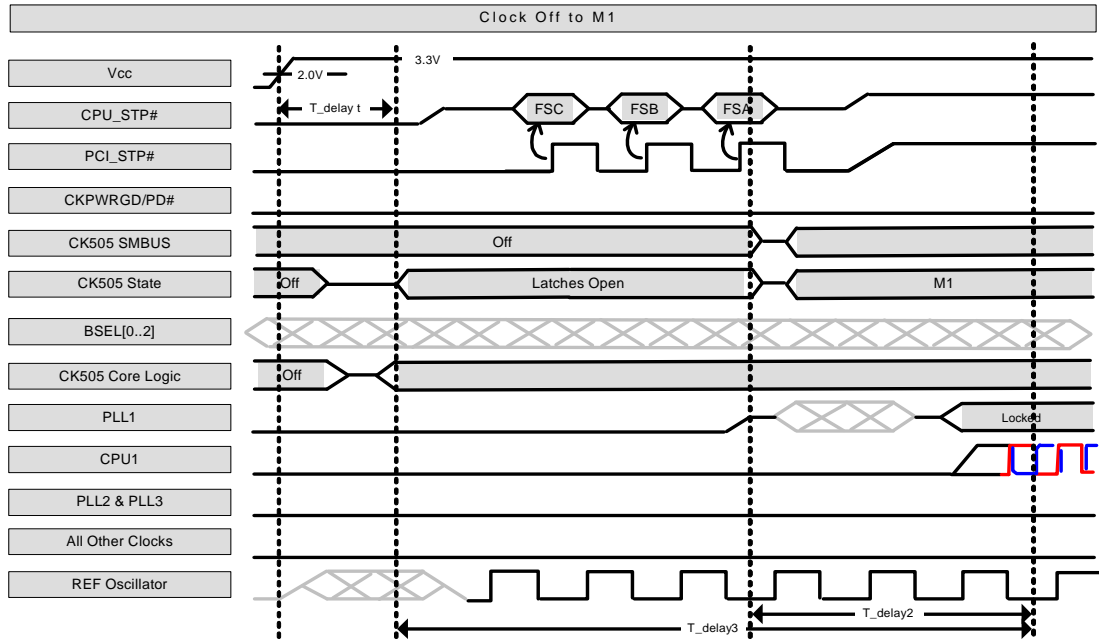 Clock Off to M1
Vcc
2.0V
3.3V
CPU_STP#
T_delay t
FSC
FSB
FSA
PCI_STP#
CKPWRGD/PD#
CK505 SMBUS
Off
CK505 State
Off
Latches Open
M1
BSEL[0..2]
CK505 Core Logic
Off
PLL1
Locked
CPU1
PLL2 & PLL3
All Other Clocks
REF Oscillator
T_delay2
T_delay3